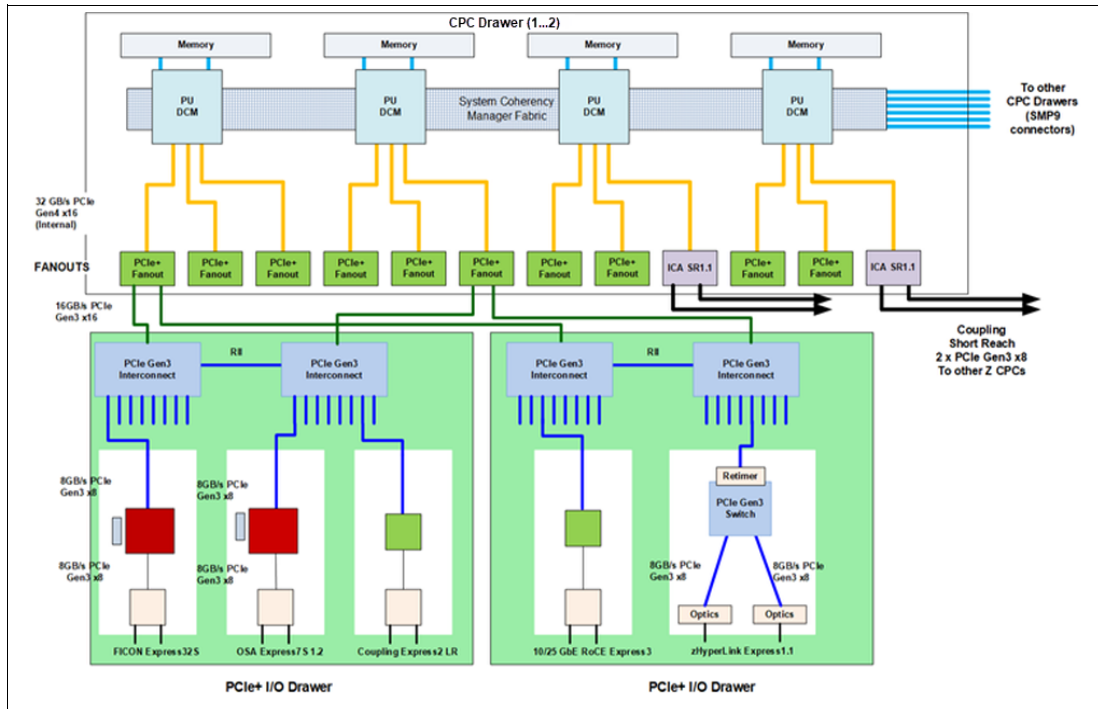 CPC Drawer (1...2)
Memory
Memory
Memory
Memory
PU
DCM
PU
DCM
System Coherency
Manager Fabric
PU
DCM
PU
DCM
To other
CPC Drawers
(SMP9
connectors)
32 GB/s PCIe
Gen4 x16
(Internal)
FANOUTS
PCIe+
Fanout
PCIe+
Fanout
PCIe+
Fanout
PCIe+
Fanout
PCIe+
Fanout
PCIe+
Fanout
PCIe+
Fanout
PCIe+
Fanout
ICA SR1.1
PCIe+
Fanout
PCIe+
Fanout
ICA SR1.1
16GB/s PCIe
Gen3 x16
Coupling
Short Reach
2 x PCIe Gen3 x8
To other Z CPCs
PCIe Gen3
Interconnect
RII
PCIe Gen3
Interconnect
PCIe Gen3
Interconnect
RII
PCIe Gen3
Interconnect
8GB/s PCIe
Gen3 x8
8GB/s PCIe
Gen3 x8
Retimer
PCIe Gen3
Switch
8GB/s PCIe
Gen3 x8
8GB/s PCIe
Gen3 x8
8GB/s PCIe
Gen3 x8
8GB/s PCIe
Gen3 x8
Optics
Optics
FICON Express32S
OSA Express7S 1.2
Coupling Express2 LR
10/25 GbE RoCE Express3
zHyperLink Express1.1
PCIe+ I/O Drawer
PCIe+ I/O Drawer